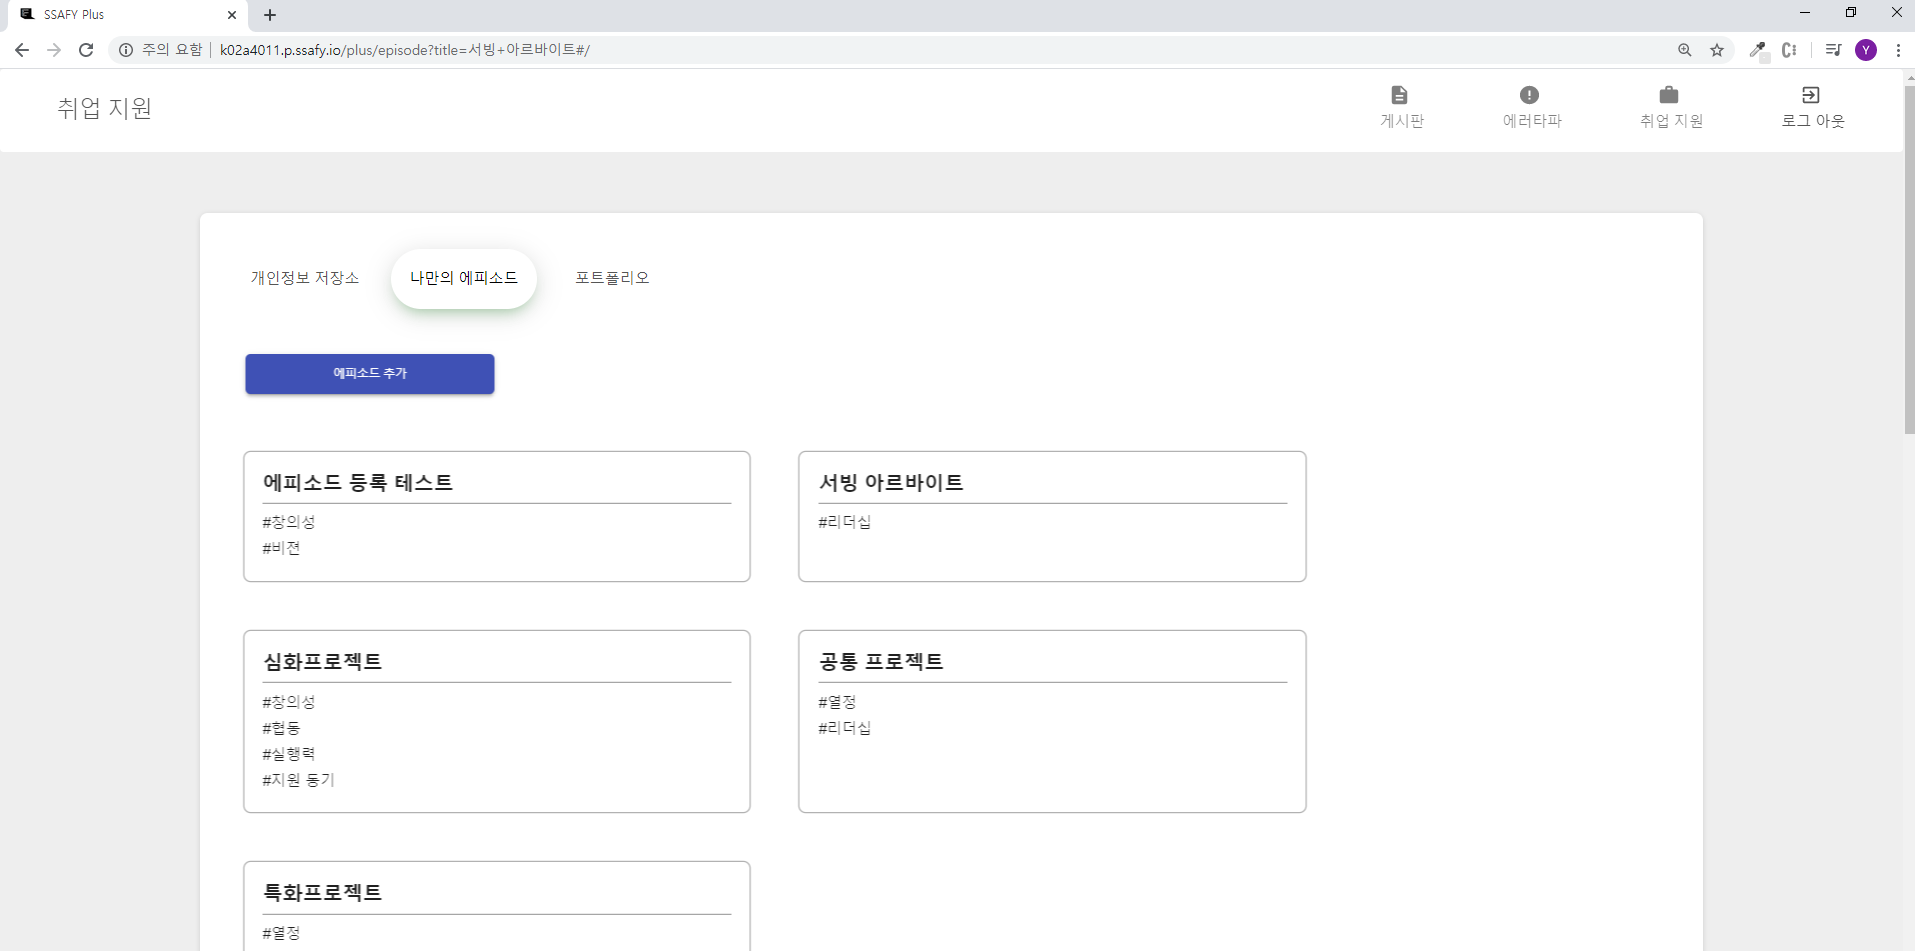 SSAFY Plus
주의 요함 | k02a4011.p.ssafy.io/plus/episode?title=서빙+아르바이트#/
Y
취업 지원
게시판
에러타파
취업 지원
로그 아웃
개인정보 저장소
나만의 에피소드
포트폴리오
에피소드 추가
에피소드 등록 테스트
#창의성
#비젼
서빙 아르바이트
#리더십
심화프로젝트
#창의성
#협동
#실행력
#지원 동기
공통 프로젝트
#열정
#리더십
특화프로젝트
#열정